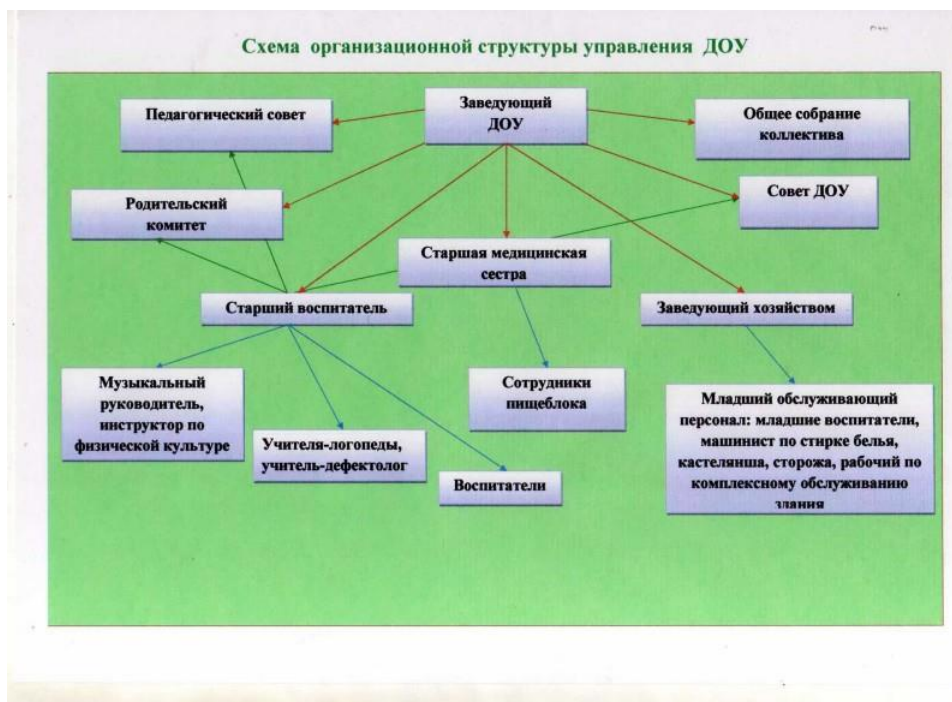 Схема организационной структуры управления ДОУ
Педагогический совет
Заведующий
ДОУ
Общее собрание
коллектива
Родительский
комитет
Совет ДОУ
Старшая медицинская
сестра
Старший воспитатель
Заведующий хозяйством
Музыкальный
руководитель,
инструктор по
физической культуре
Учителя-логопеды,
учитель-дефектолог
Воспитатели
Сотрудники
пищеблока
Младший обслуживающий
персонал: младшие воспитатели,
машинист по стирке белья,
кастелянша, сторожа, рабочий по
комплексному обслуживанию
здания